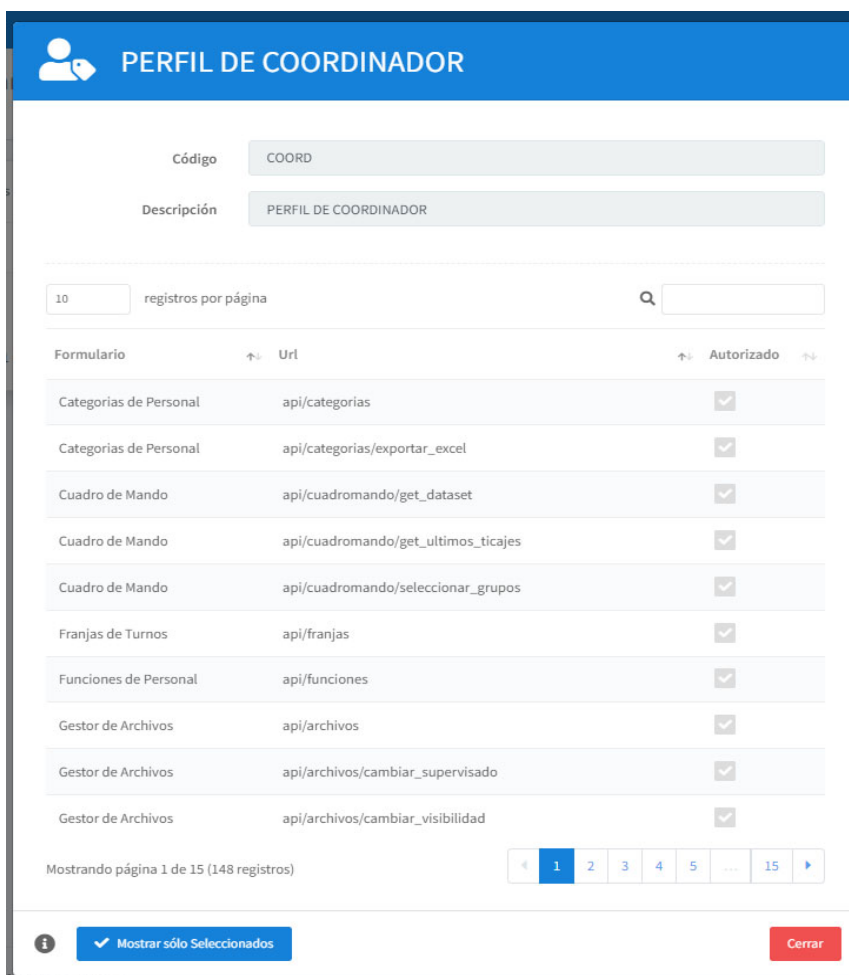 PERFIL DE COORDINADOR
Código COORD
Descripción PERFIL DE COORDINADOR
10 registros por página
Formulario Url Autorizado
Categorias de Personal api/categorias
Categorias de Personal api/categorias/exportar_excel
Cuadro de Mando api/cuadromando/get_dataset
Cuadro de Mando api/cuadromando/get_ultimos_ticajes
Cuadro de Mando api/cuadromando/seleccionar_grupos
Franjas de Turnos api/franjas
Funciones de Personal api/funciones
Gestor de Archivos api/archivos
Gestor de Archivos api/archivos/cambiar_supervisado
Gestor de Archivos api/archivos/cambiar_visibilidad
Mostrando página 1 de 15 (148 registros) 1 2 3 4 5 ... 15
Mostrar sólo Seleccionados Cerrar